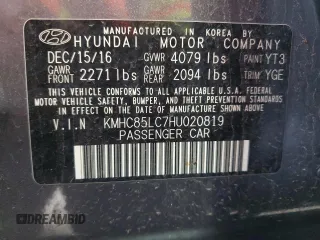 MANUFACTURED IN KOREA BY
HYUNDAI MOTOR COMPANY
DEC/15/16 GVWR 4079 lbs PAINT YT3
GAWR FRONT 2271 lbs GAWR REAR 2094 lbs TRIM YGE
THIS VEHICLE CONFORMS TO ALL APPLICABLE
U.S. FEDERAL MOTOR VEHICLE SAFETY, BUMPER,
AND THEFT PREVENTION STANDARDS IN EFFECT ON
THE DATE OF MANUFACTURE SHOWN ABOVE.
V.I.N KMHC85LC7HU020819
PASSENGER CAR
AUTOBIDMASTER